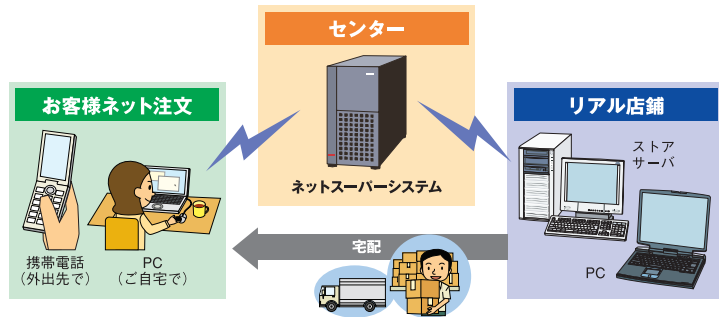 センター
ネットスーパーシステム
お客様ネット注文
携帯電話
（外出先で）
PC
（ご自宅で）
リアル店舗
ストア
サーバ
PC
宅配